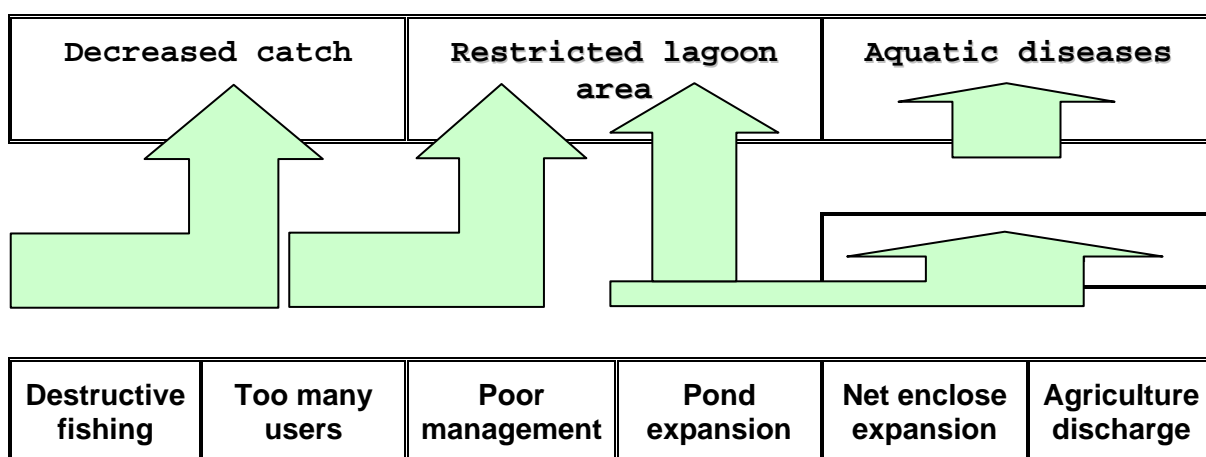 Decreased catch
Restricted lagoon
area
Aquatic diseases
Destructive
fishing
Too many
users
Poor
management
Pond
expansion
Net enclose
expansion
Agriculture
discharge